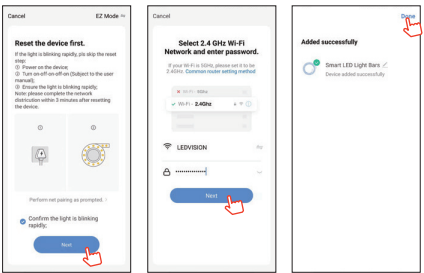 Cancel
EZ Mode
Reset the device first.
If the light is blinking rapidly, pls skip the reset
step:
① Power on the device;
② Turn on-off-on-off-on (Subject to the user
manual);
③ Ensure the light is blinking rapidly;
Note: please complete the network
distribution within 3 minutes after resetting
the device.
①
②
Perform net pairing as prompted.
Confirm the light is blinking
rapidly;
Next
Cancel
Select 2.4 GHz Wi-Fi
Network and enter password.
If your Wi-Fi is 5GHz, please set it to be
2.4GHz. Common router setting method
Wi-Fi - 5Ghz
Wi-Fi - 2.4Ghz
LEDVISION
Next
Done
Added successfully
Smart LED Light Bars
Device added successfully